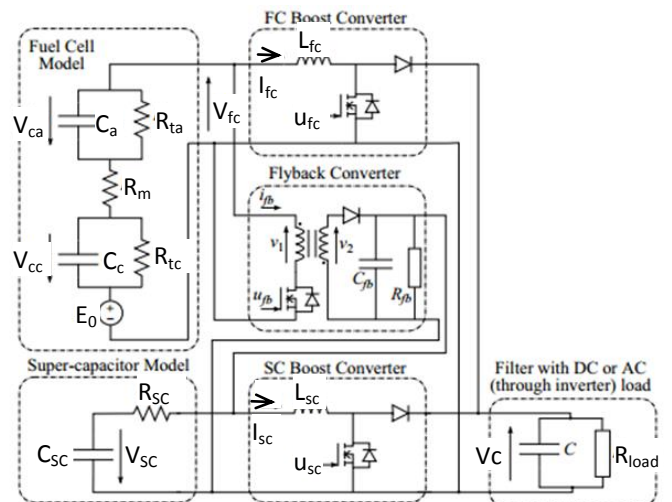 FC Boost Converter
Fuel Cell
Model
L_fc
I_fc
V_fc
u_fc
V_ca
C_a
R_ta
R_m
V_cc
C_c
R_tc
E_0
Flyback Converter
i_fb
v_1
v_2
C_fb
R_fb
u_fb
Super-capacitor Model
SC Boost Converter
Filter with DC or AC
(through inverter) load
R_SC
L_sc
I_sc
C_SC
V_SC
u_sc
Vc
C
R_load